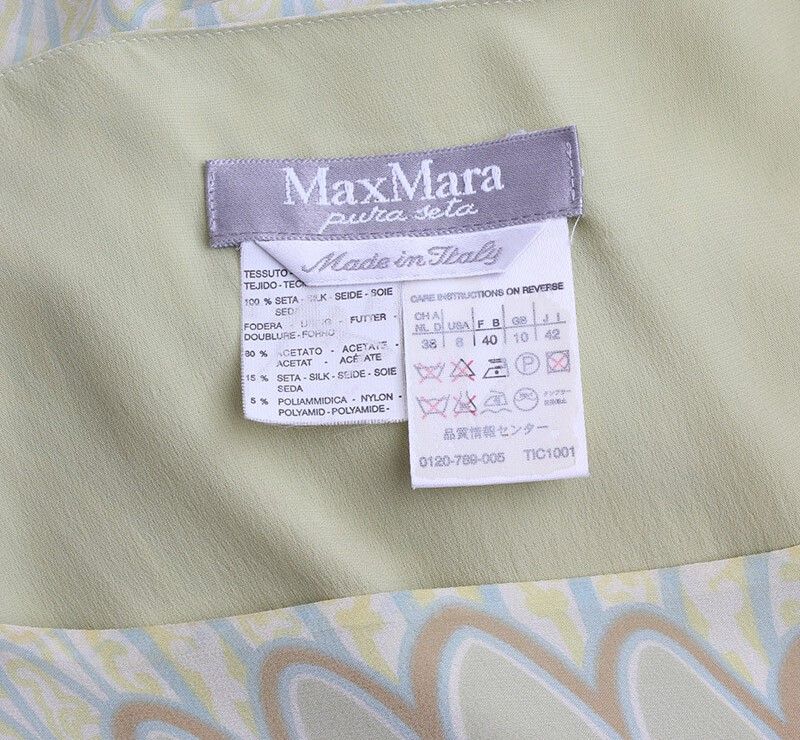 MaxMara
pura seta
Made in Italy
TESSUTO -
TEJIDO - TEC
100 % SETA - SILK - SEIDE - SOIE
SEDA
FODERA - - FUTTER -
DOUBLURE - FORRO
80 % ACETATO - ACETATE -
ACETAT - ACÉTATE
15 % SETA - SILK - SEIDE - SOIE
SEDA
5 % POLIAMMIDICA - NYLON -
POLYAMID - POLYAMIDE -
CARE INSTRUCTIONS ON REVERSE
CH A
NL D USA F B GB J I
38 8 40 10 42
P
品質情報センター
0120-789-005 TIC1001